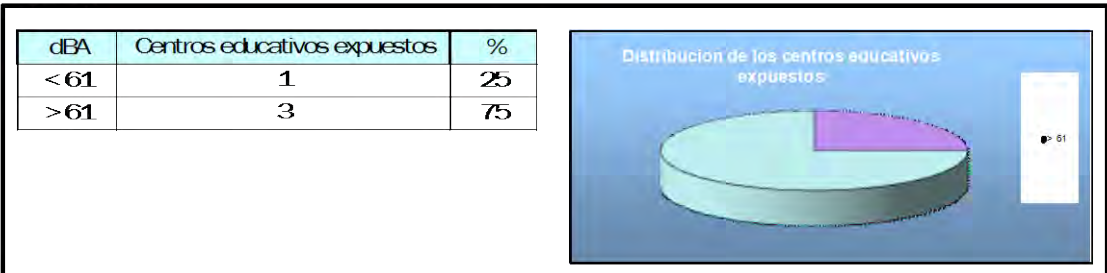 dBA Centros educativos expuestos %
<61 1 25
>61 3 75
Distribucion de los centros educativos
expuestos
> 61